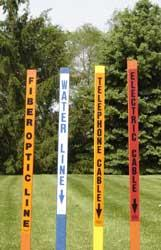 FIBER OPTIC LINE
WATER LINE
TELEPHONE CABLE
ELECTRIC CABLE